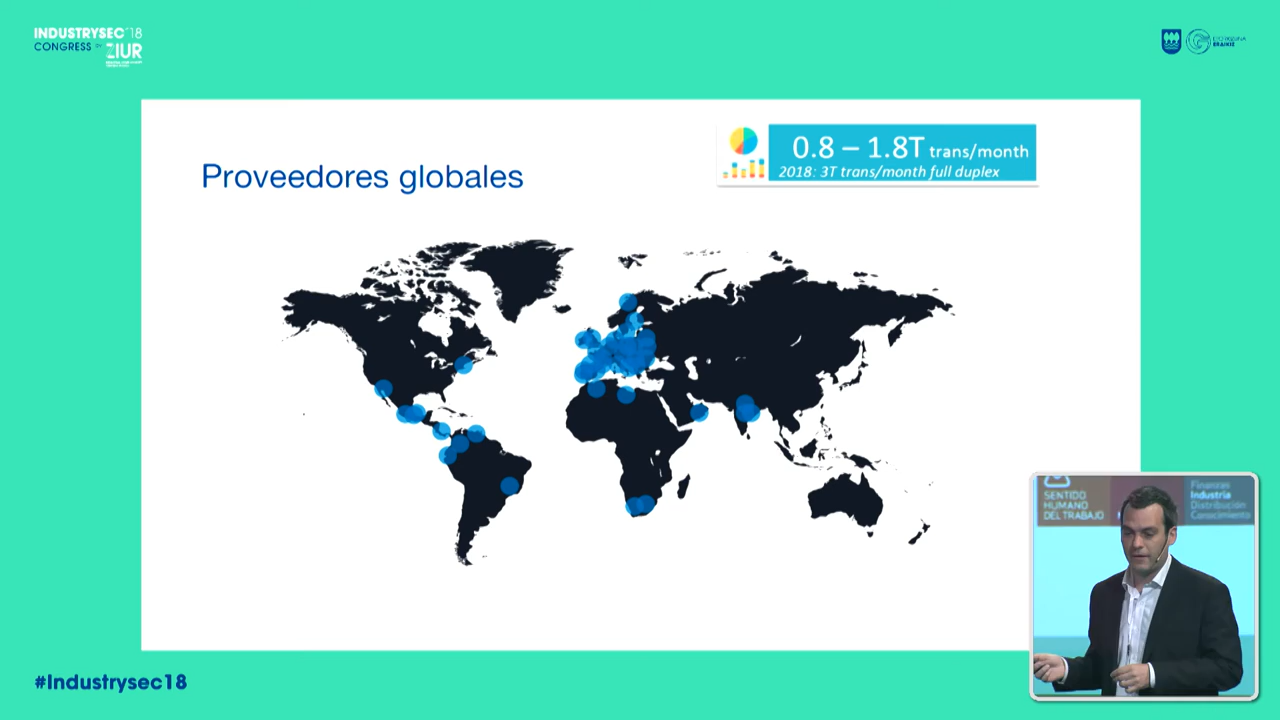 INDUSTRYSEC'18
CONGRESS BY ZIUR
Proveedores globales
0.8 – 1.8T trans/month
2018: 3T trans/month full duplex
SENTIDO
HUMANO
DEL TRABAJO
Finanzas
Industria
Distribución
Conocimiento
#Industrysec18